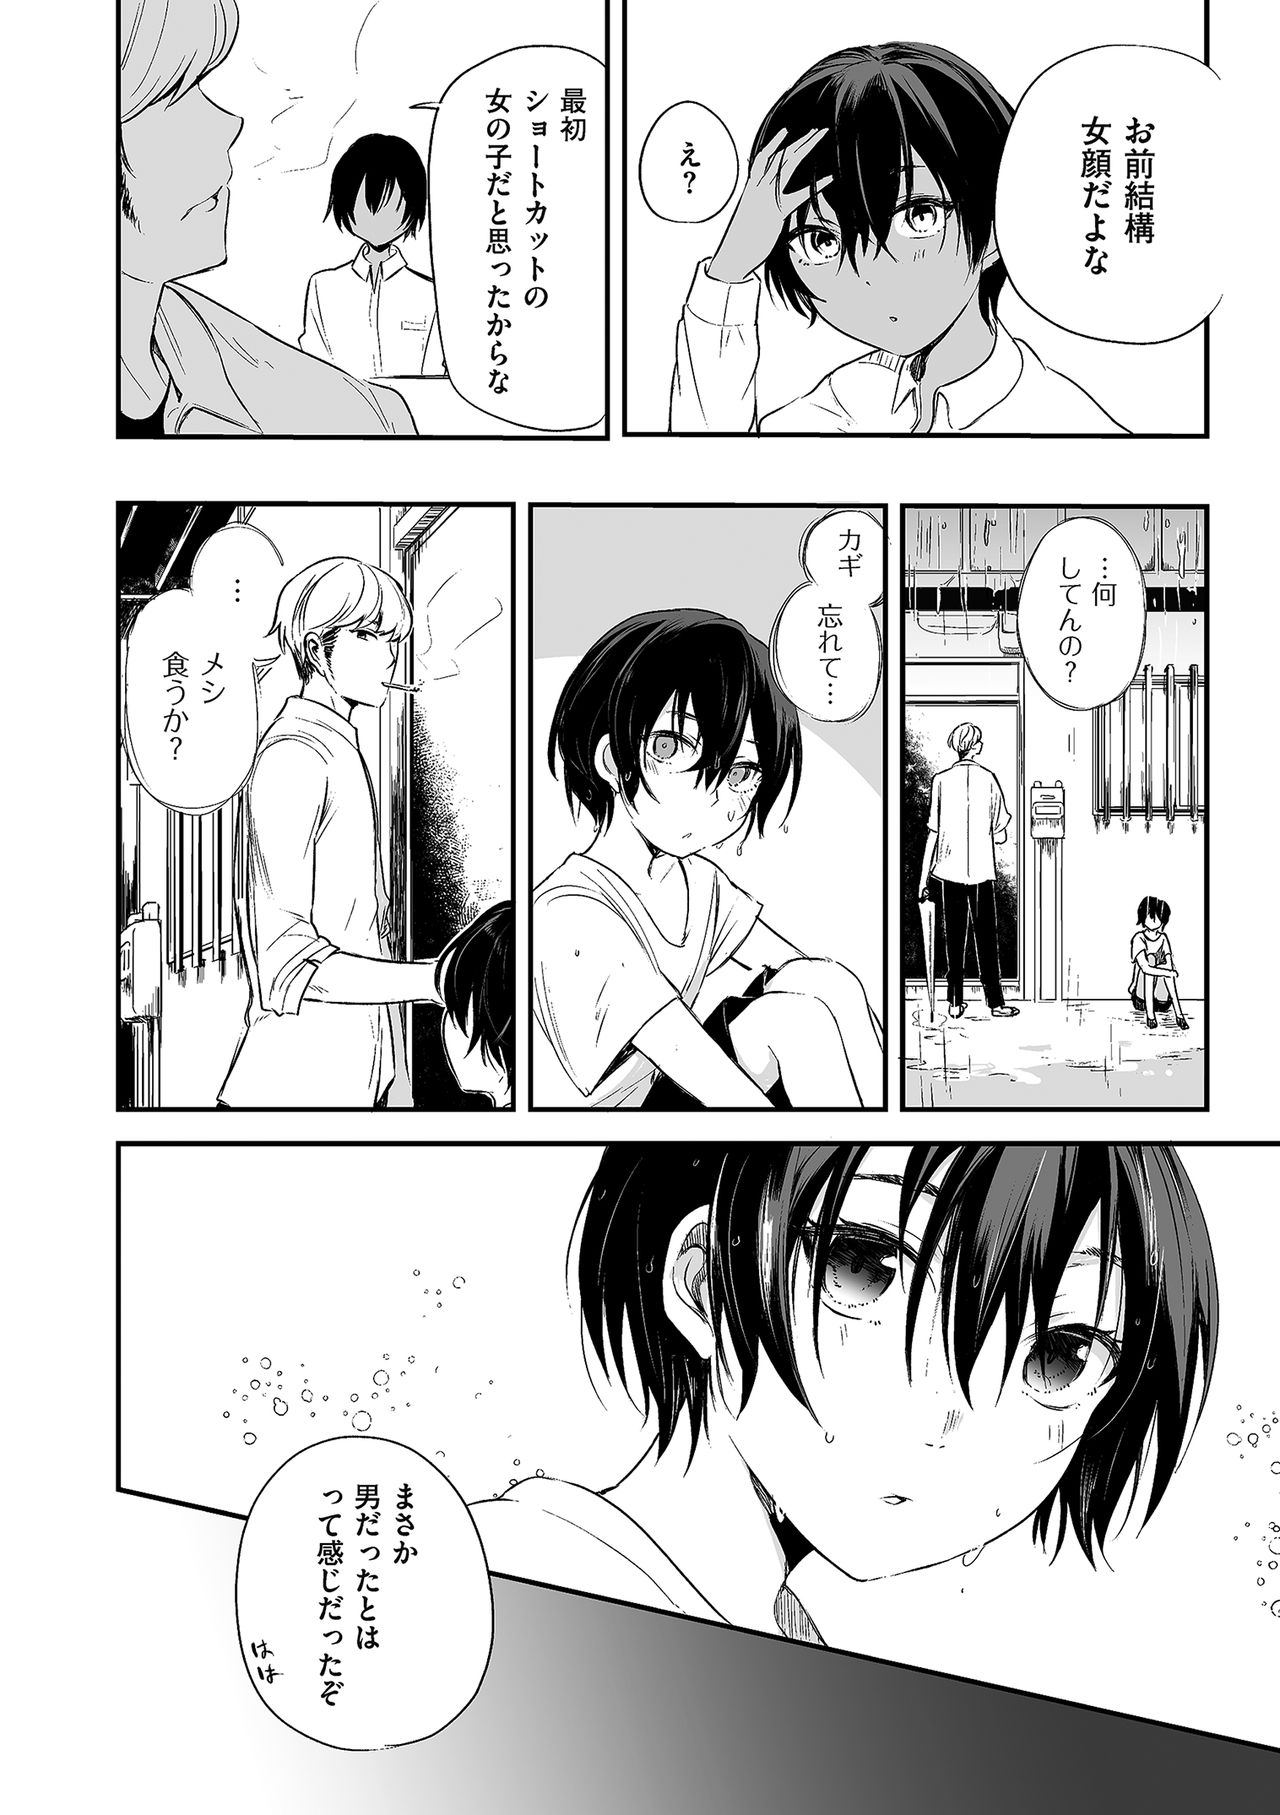 お前結構
女顔だよな
え?
最初
ショートカットの
女の子だと思ったからな
…何
してんの?
カギ
忘れて…
…
メシ
食うか?
まさか
男だったとは
って感じだったぞ
はは